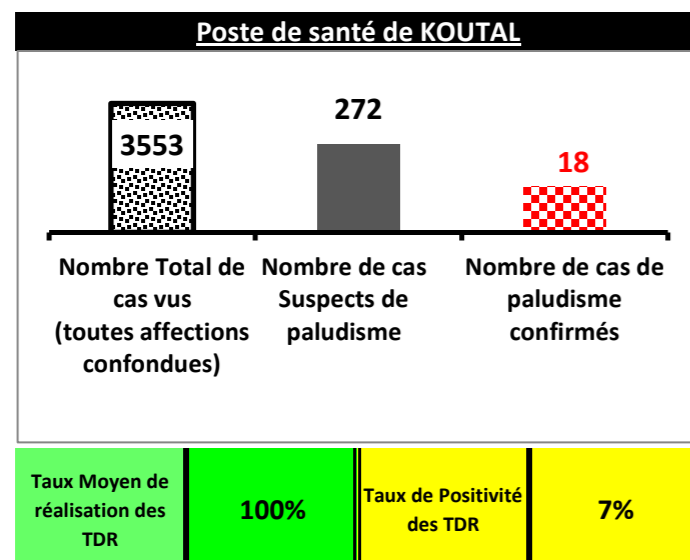 Poste de santé de KOUTAL
3553
272
18
Nombre Total de
cas vus
(toutes affections
confondues)
Nombre de cas
Suspects de
paludisme
Nombre de cas de
paludisme
confirmés
Taux Moyen de
réalisation des
TDR
100%
Taux de Positivité
des TDR
7%